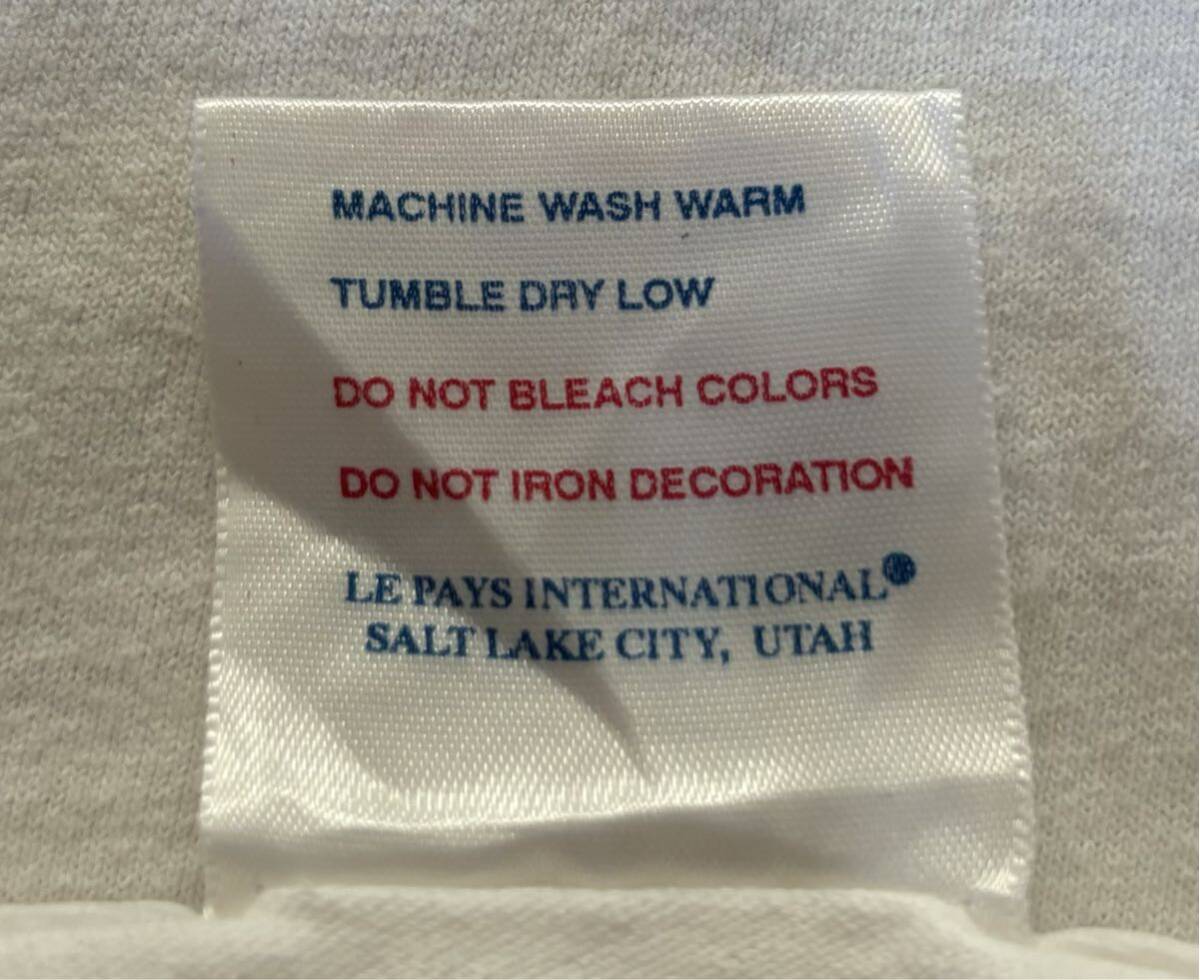 MACHINE WASH WARM
TUMBLE DRY LOW
DO NOT BLEACH COLORS
DO NOT IRON DECORATION
LE PAYS INTERNATIONAL®
SALT LAKE CITY, UTAH